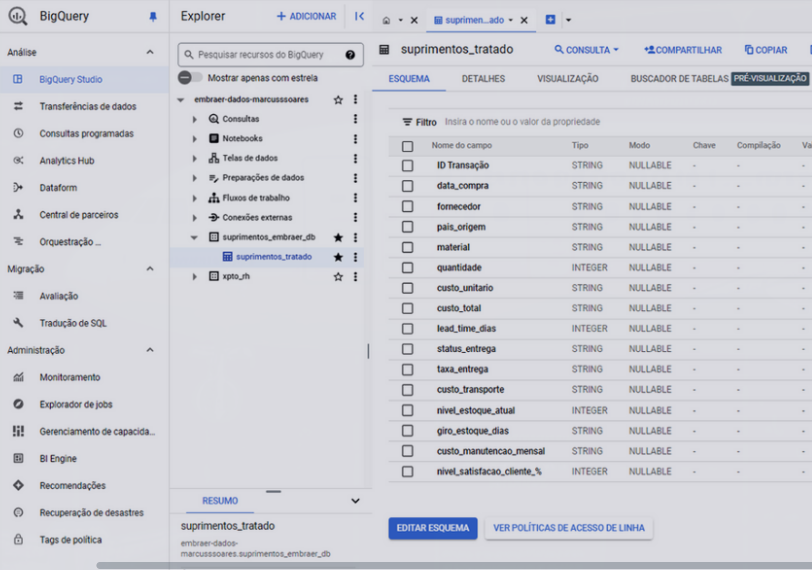 BigQuery
Análise
BigQuery Studio
Transferências de dados
Consultas programadas
Analytics Hub
Dataform
Central de parceiros
Orquestração ...
Migração
Avaliação
Tradução de SQL
Administração
Monitoramento
Explorador de jobs
Gerenciamento de capacida...
BI Engine
Recomendações
Recuperação de desastres
Tags de política
Explorer
+ ADICIONAR
Pesquisar recursos do BigQuery
Mostrar apenas com estrela
embraer-dados-marcusssoares
Consultas
Notebooks
Telas de dados
Preparações de dados
Fluxos de trabalho
Conexões externas
suprimentos_embraer_db
suprimentos_tratado
xpto_rh
RESUMO
suprimentos_tratado
embraer-dados-
marcusssoares.suprimentos_embraer_db
suprimen...ado
suprimentos_tratado CONSULTA COMPARTILHAR COPIAR
ESQUEMA DETALHES VISUALIZAÇÃO BUSCADOR DE TABELAS PRÉ-VISUALIZAÇÃO
Filtro Insira o nome ou o valor da propriedade
Nome do campo Tipo Modo Chave Compilação Va
ID Transação STRING NULLABLE - -
data_compra STRING NULLABLE - -
fornecedor STRING NULLABLE - -
pais_origem STRING NULLABLE - -
material STRING NULLABLE - -
quantidade INTEGER NULLABLE - -
custo_unitario STRING NULLABLE - -
custo_total STRING NULLABLE - -
lead_time_dias INTEGER NULLABLE - -
status_entrega STRING NULLABLE - -
taxa_entrega STRING NULLABLE - -
custo_transporte STRING NULLABLE - -
nivel_estoque_atual INTEGER NULLABLE - -
giro_estoque_dias STRING NULLABLE - -
custo_manutencao_mensal STRING NULLABLE - -
nivel_satisfacao_cliente_% INTEGER NULLABLE - -
EDITAR ESQUEMA VER POLÍTICAS DE ACESSO DE LINHA